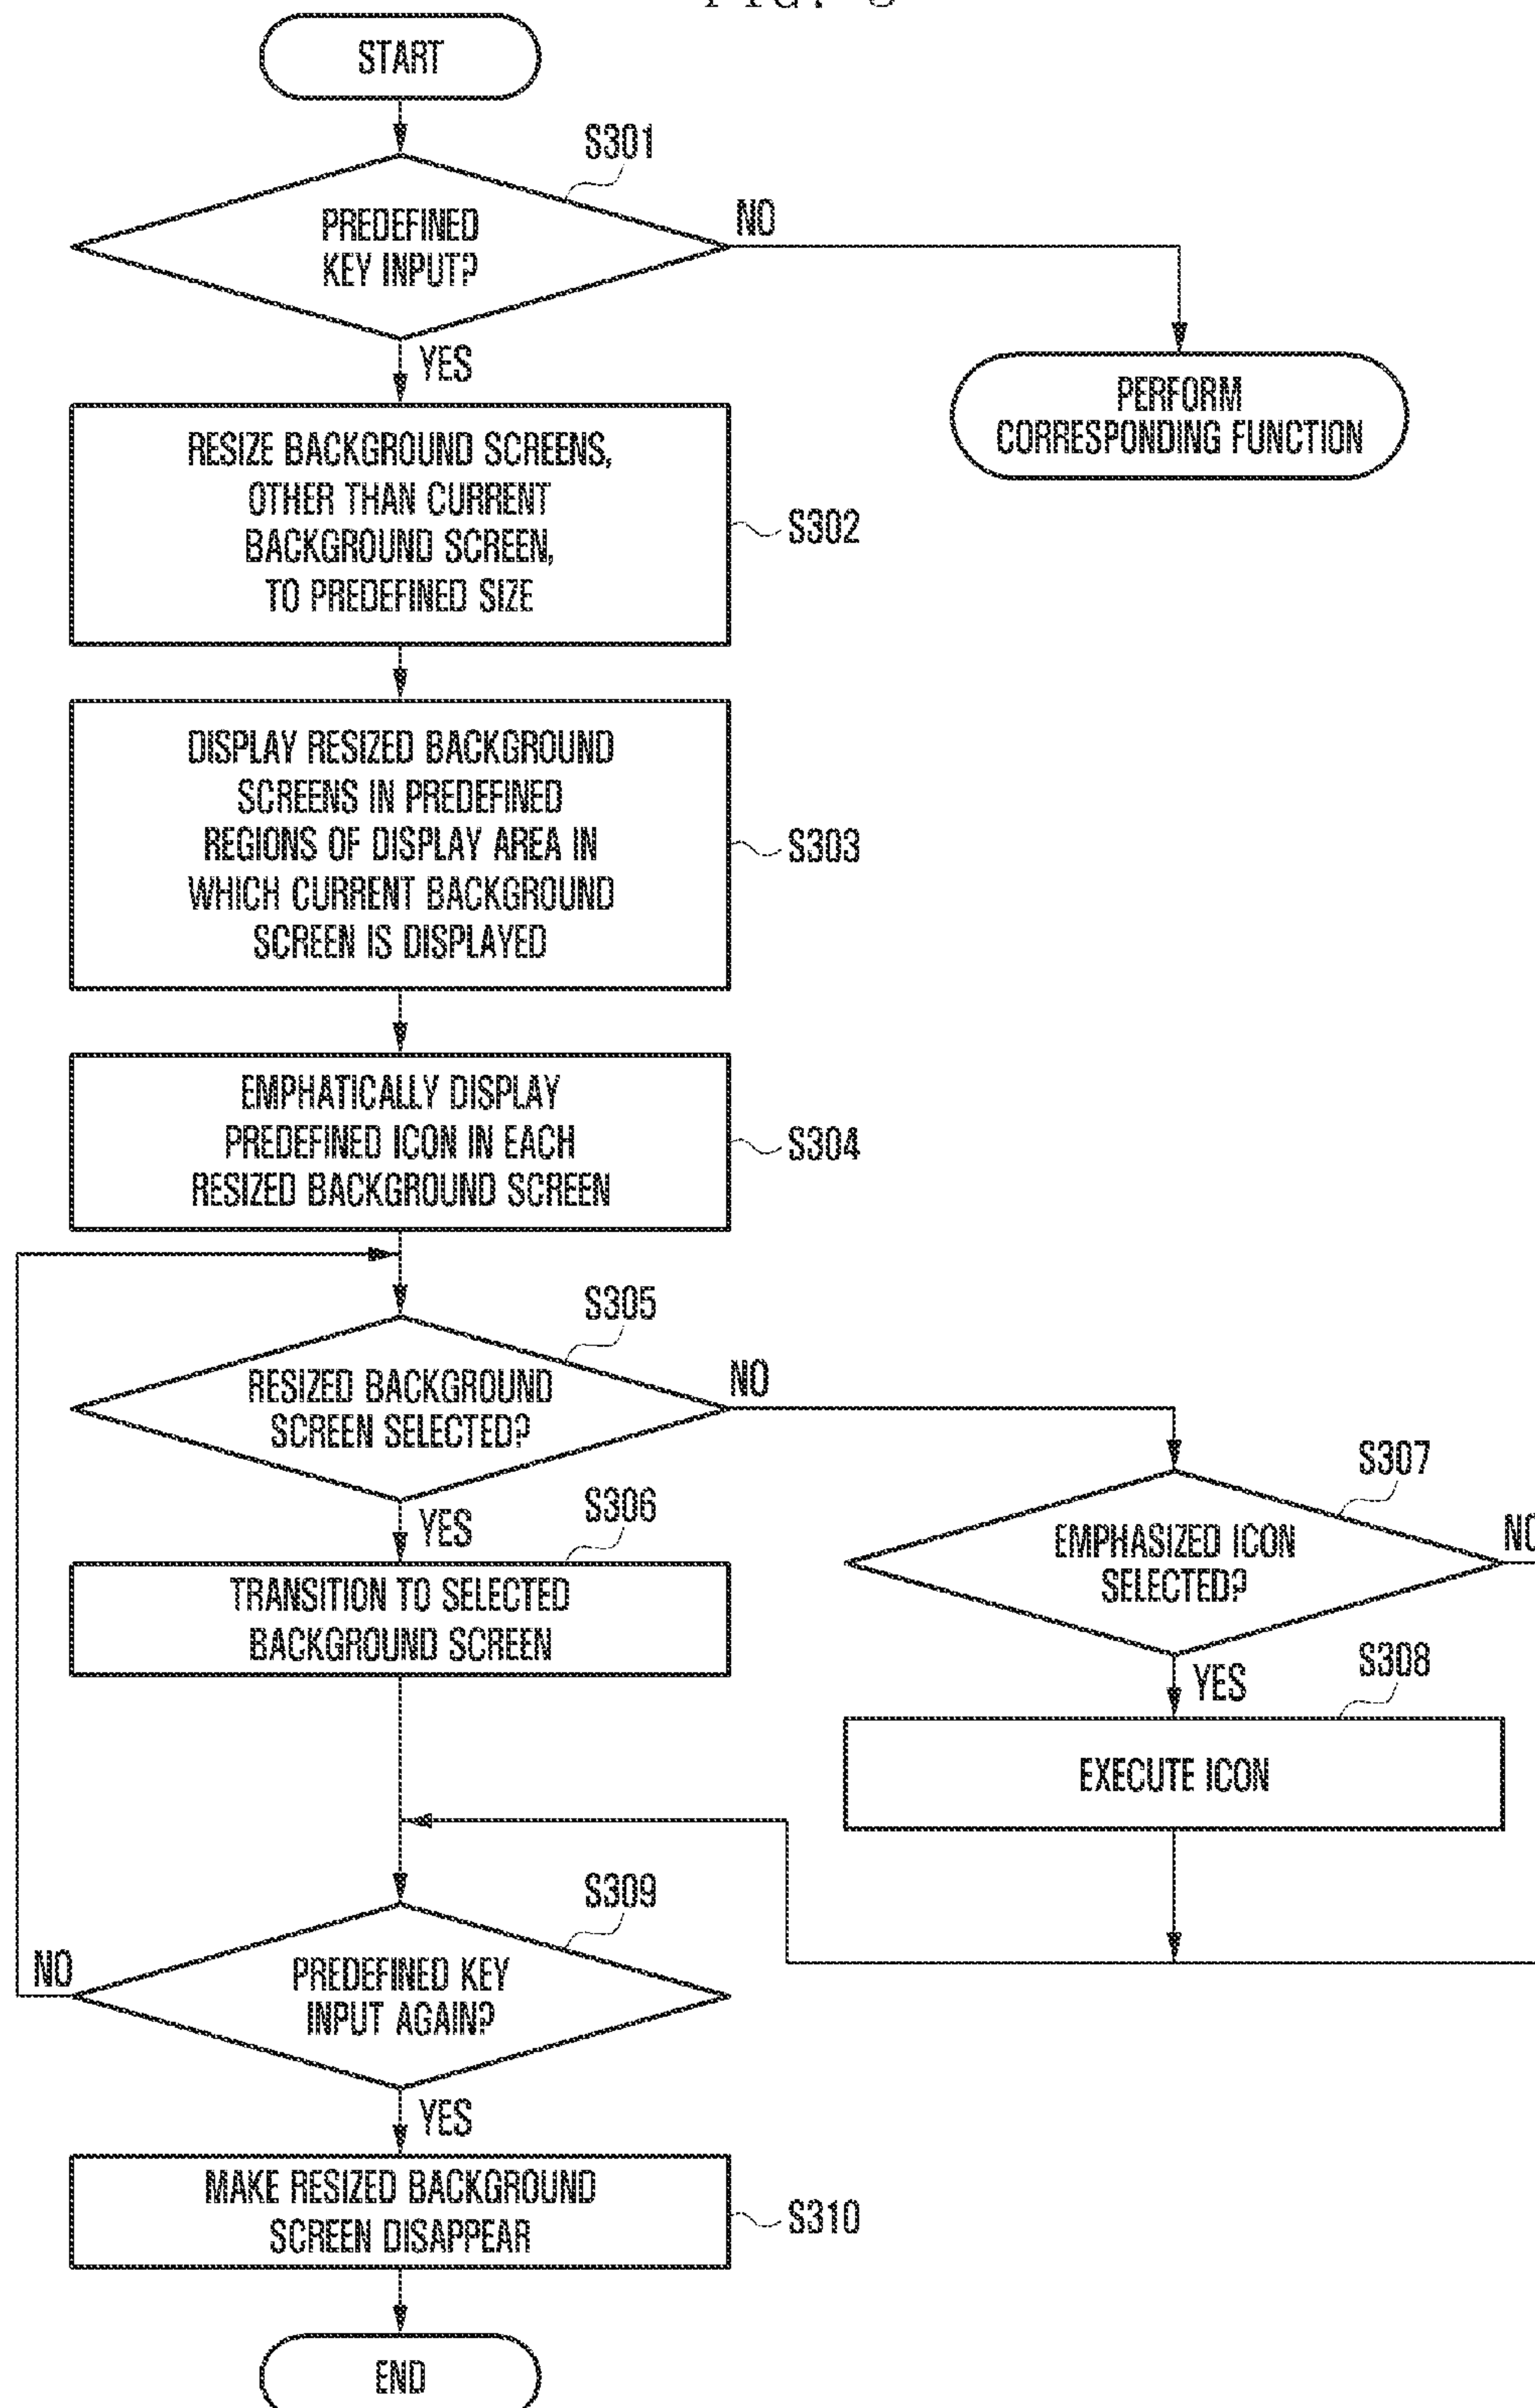 START
S301
PREDEFINED
KEY INPUT?
NO
YES
PERFORM
CORRESPONDING FUNCTION
RESIZE BACKGROUND SCREENS,
OTHER THAN CURRENT
BACKGROUND SCREEN,
TO PREDEFINED SIZE
S302
DISPLAY RESIZED BACKGROUND
SCREENS IN PREDEFINED
REGIONS OF DISPLAY AREA IN
WHICH CURRENT BACKGROUND
SCREEN IS DISPLAYED
S303
EMPHATICALLY DISPLAY
PREDEFINED ICON IN EACH
RESIZED BACKGROUND SCREEN
S304
S305
RESIZED BACKGROUND
SCREEN SELECTED?
NO
YES
S306
TRANSITION TO SELECTED
BACKGROUND SCREEN
S307
EMPHASIZED ICON
SELECTED?
NO
YES
S308
EXECUTE ICON
S309
PREDEFINED KEY
INPUT AGAIN?
NO
YES
MAKE RESIZED BACKGROUND
SCREEN DISAPPEAR
S310
END